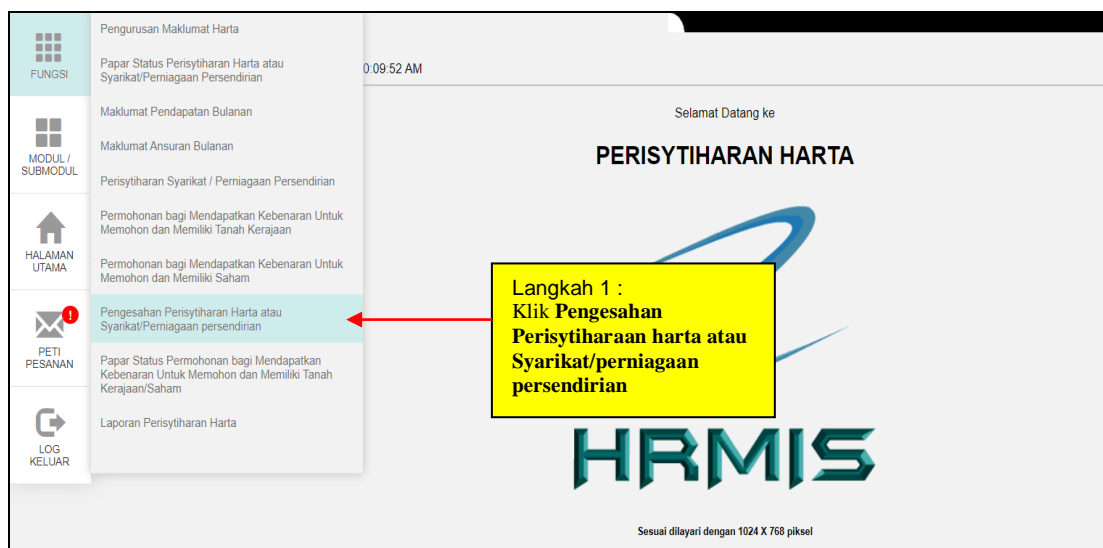 FUNGSI
MODUL /
SUBMODUL
HALAMAN
UTAMA
!
PETI
PESANAN
LOG
KELUAR
Pengurusan Maklumat Harta
Papar Status Perisytiharan Harta atau
Syarikat/Perniagaan Persendirian
Maklumat Pendapatan Bulanan
Maklumat Ansuran Bulanan
Perisytiharan Syarikat / Perniagaan Persendirian
Permohonan bagi Mendapatkan Kebenaran Untuk
Memohon dan Memiliki Tanah Kerajaan
Permohonan bagi Mendapatkan Kebenaran Untuk
Memohon dan Memiliki Saham
Pengesahan Perisytiharan Harta atau
Syarikat/Perniagaan persendirian
Papar Status Permohonan bagi Mendapatkan
Kebenaran Untuk Memohon dan Memiliki Tanah
Kerajaan/Saham
Laporan Perisytiharan Harta
0:09:52 AM
Selamat Datang ke
PERISYTIHARAN HARTA
Langkah 1 :
Klik Pengesahan
Perisytiharaan harta atau
Syarikat/perniagaan
persendirian
HRMIS
Sesuai dilayari dengan 1024 X 768 piksel